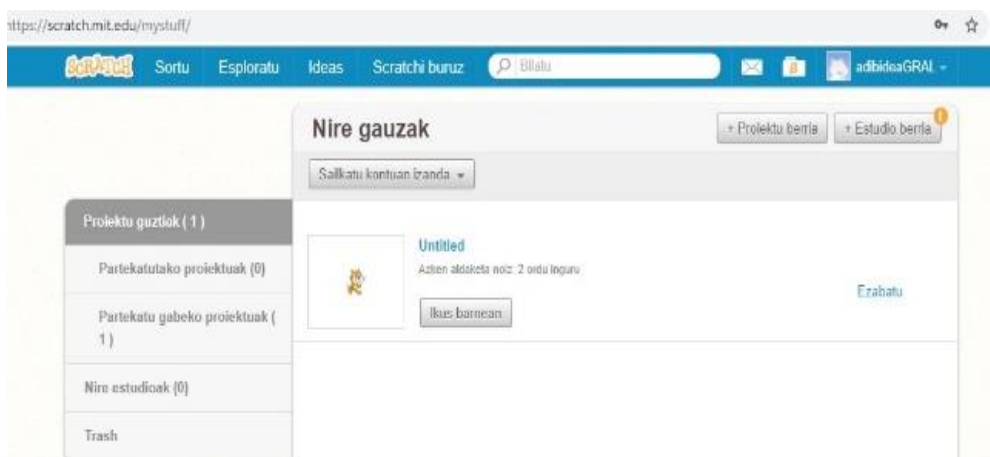 https://scratch.mit.edu/mystuff/
SCRATCH Sortu Esploratu Ideas Scratchi buruz Bilatu adibideaGRAL
Nire gauzak
+ Proiektu berria + Estudio berria
Sailkatu kontuan izanda
Proiektu guztiak ( 1 )
Partekatutako proiektuak (0)
Partekatu gabeko proiektuak (
1 )
Nire estudioak (0)
Trash
Untitled
Azken aldaketa noiz: 2 ordu inguru
Ikus barnean
Ezabatu